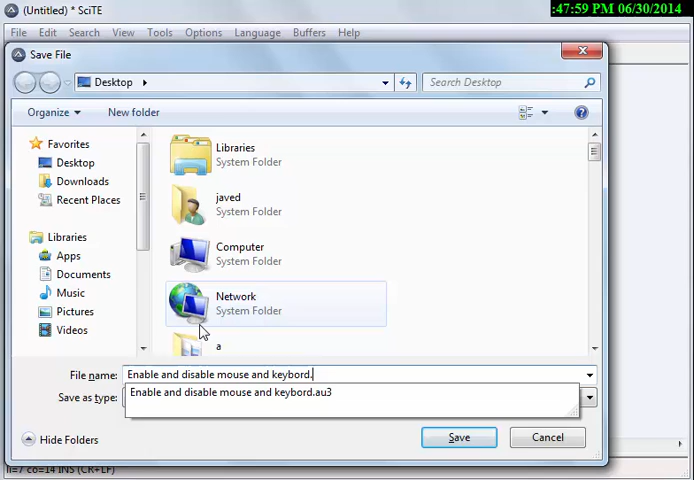 (Untitled) * SciTE
:47:59 PM 06/30/2014
File Edit Search View Tools Options Language Buffers Help
Save File
Desktop
Search Desktop
Organize New folder
Favorites
Desktop
Downloads
Recent Places
Libraries
Apps
Documents
Music
Pictures
Videos
Libraries
System Folder
javed
System Folder
Computer
System Folder
Network
System Folder
a
File name: Enable and disable mouse and keybord.
Enable and disable mouse and keybord.au3
Save as type:
Hide Folders
Save
Cancel
li=7 co=14 INS (CR+LF)